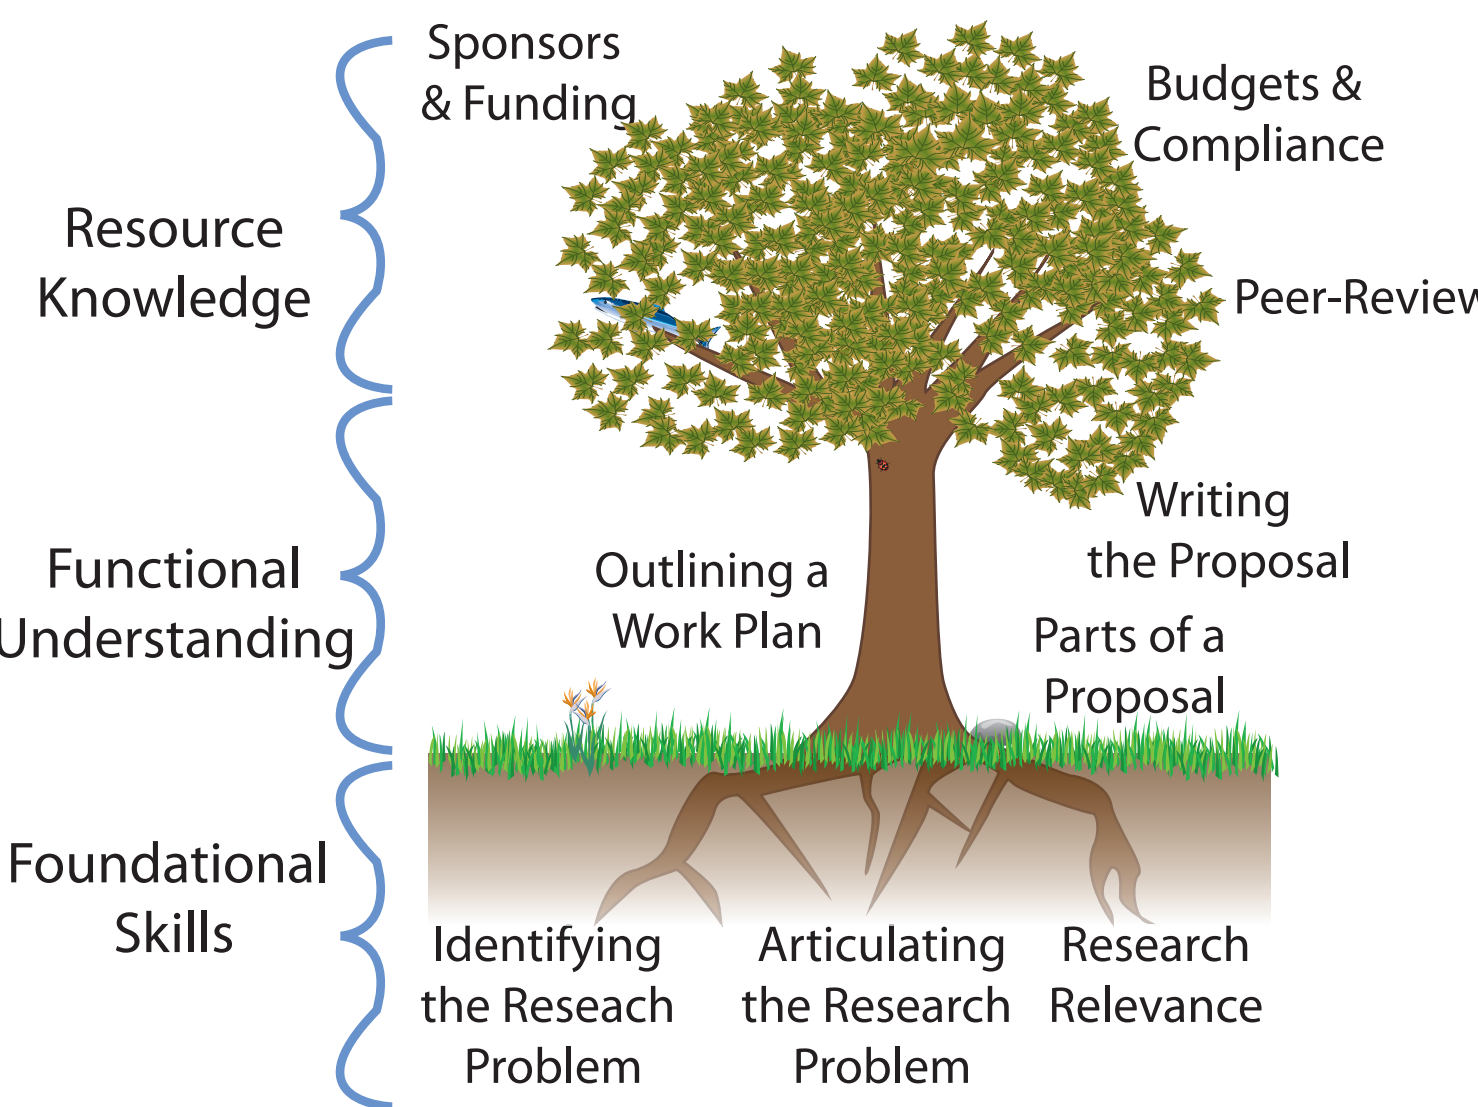 Sponsors
& Funding
Budgets &
Compliance
Resource
Knowledge
Peer-Review
Writing
the Proposal
Functional
Understanding
Outlining a
Work Plan
Parts of a
Proposal
Foundational
Skills
Identifying
the Reseach
Problem
Articulating
the Research
Problem
Research
Relevance